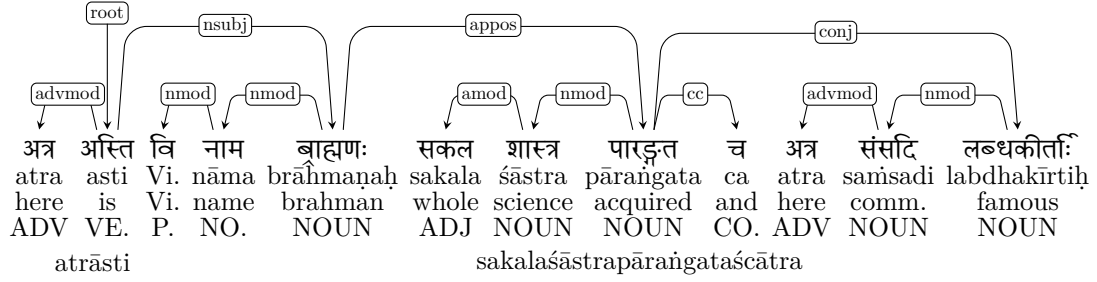 root
nsubj appos conj
advmod nmod nmod amod nmod cc advmod nmod
अत्र अस्ति वि नाम ब्राह्मणः सकल शास्त्र पारङ्गत च अत्र संसदि लब्धकीर्तिः
atra asti Vi. nāma brāhmaṇaḥ sakala śāstra pāraṅgata ca atra saṁsadi labdhakīrtiḥ
here is Vi. name brahman whole science acquired and here comm. famous
ADV VE. P. NO. NOUN ADJ NOUN NOUN CO. ADV NOUN NOUN
atrāsti sakalaśāstrapāraṅgataścātra